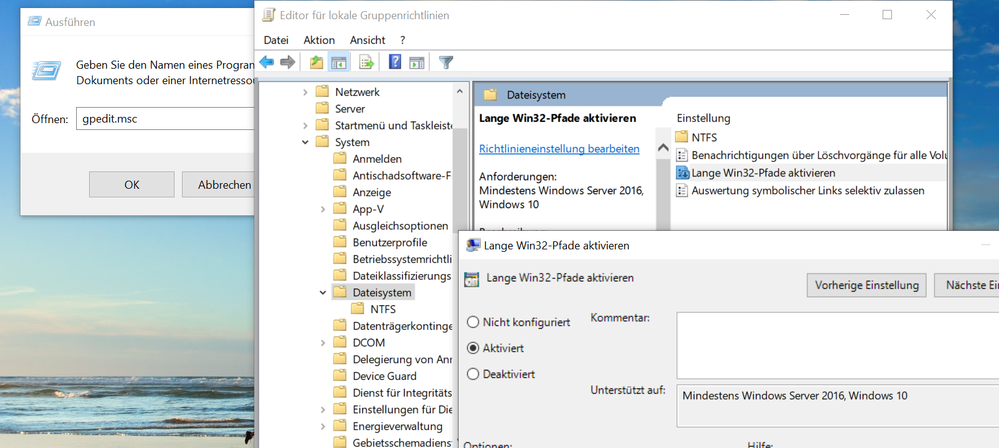 Ausführen
Geben Sie den Namen eines Program
Dokuments oder einer Internetressou
Öffnen:
gpedit.msc
OK
Abbrechen
Editor für lokale Gruppenrichtlinien
Datei Aktion Ansicht ?
Netzwerk
Server
Startmenü und Taskleiste
System
Anmelden
Antischadsoftware-F
Anzeige
App-V
Ausgleichsoptionen
Benutzerprofile
Betriebssystemrichtli
Dateiklassifizierungs
Dateisystem
NTFS
Datenträgerkontinge
DCOM
Delegierung von Anr
Device Guard
Dienst für Integritäts
Einstellungen für Die
Energieverwaltung
Gebietsschemadienst
Dateisystem
Lange Win32-Pfade aktivieren
Richtlinieneinstellung bearbeiten
Anforderungen:
Mindestens Windows Server 2016,
Windows 10
Einstellung
NTFS
Benachrichtigungen über Löschvorgänge für alle Volu
Lange Win32-Pfade aktivieren
Auswertung symbolischer Links selektiv zulassen
Lange Win32-Pfade aktivieren
Lange Win32-Pfade aktivieren
Vorherige Einstellung
Nächste Ei
Nicht konfiguriert
Aktiviert
Deaktiviert
Kommentar:
Unterstützt auf:
Mindestens Windows Server 2016, Windows 10
Optionen:
Hilfe: